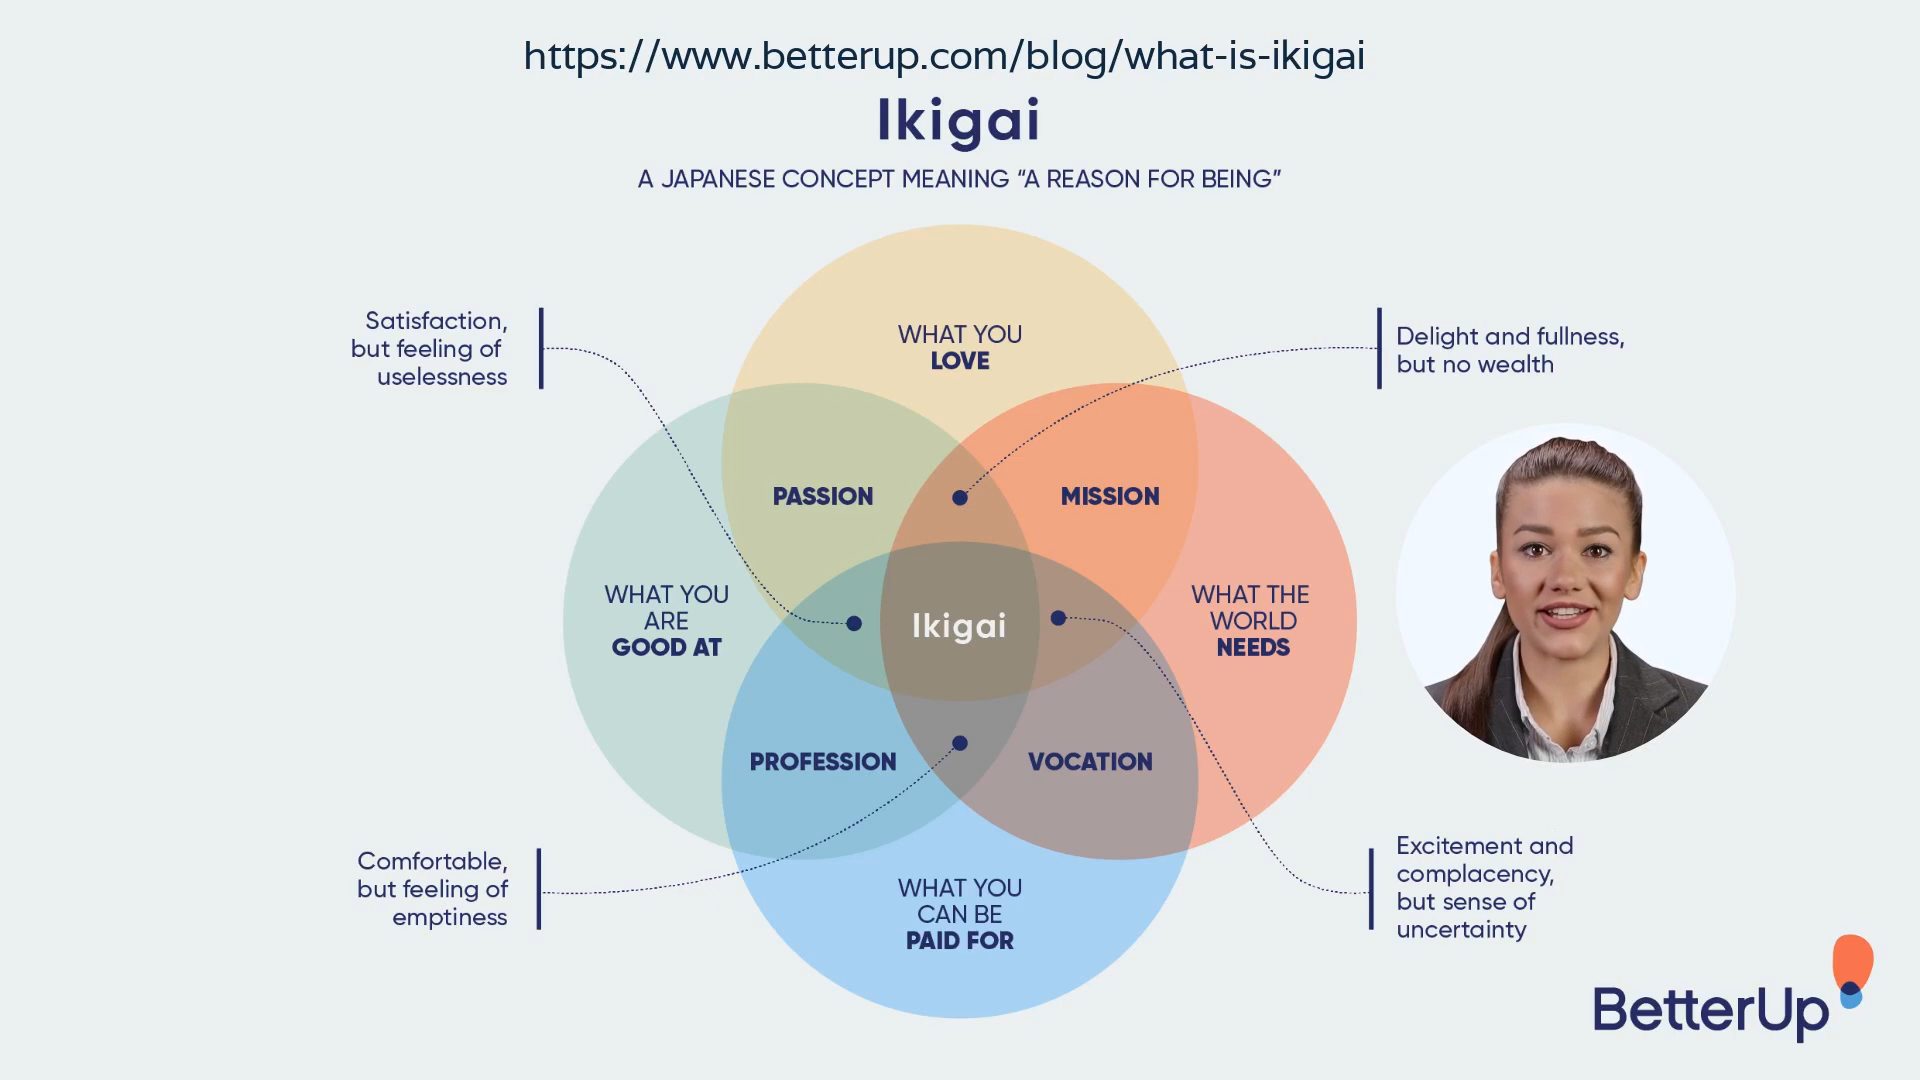 https://www.betterup.com/blog/what-is-ikigai
Ikigai
A JAPANESE CONCEPT MEANING “A REASON FOR BEING”
Satisfaction,
but feeling of
uselessness
WHAT YOU
LOVE
Delight and fullness,
but no wealth
PASSION
MISSION
WHAT YOU
ARE
GOOD AT
Ikigai
WHAT THE
WORLD
NEEDS
PROFESSION
VOCATION
Comfortable,
but feeling of
emptiness
WHAT YOU
CAN BE
PAID FOR
Excitement and
complacency,
but sense of
uncertainty
BetterUp